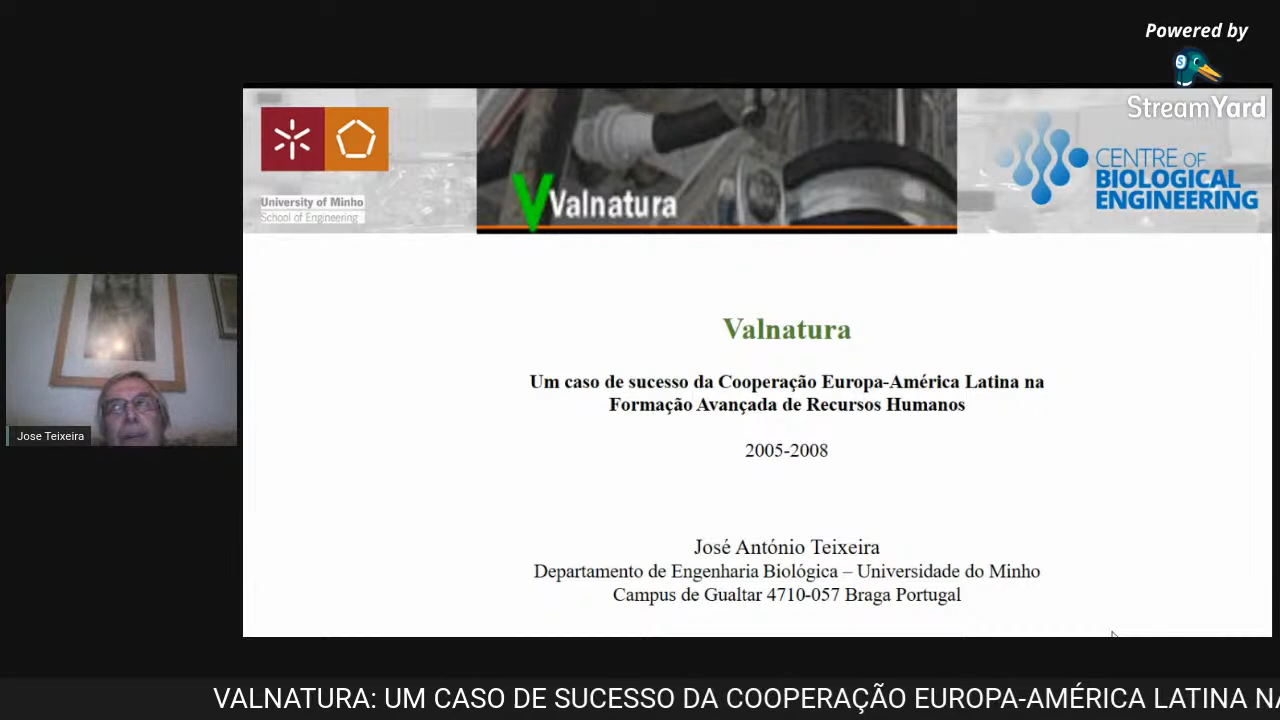 Powered by
StreamYard
University of Minho
School of Engineering
Valnatura
CENTRE OF
BIOLOGICAL
ENGINEERING
Valnatura
Um caso de sucesso da Cooperação Europa-América Latina na
Formação Avançada de Recursos Humanos
2005-2008
José António Teixeira
Departamento de Engenharia Biológica – Universidade do Minho
Campus de Gualtar 4710-057 Braga Portugal
Jose Teixeira
VALNATURA: UM CASO DE SUCESSO DA COOPERAÇÃO EUROPA-AMÉRICA LATINA NA